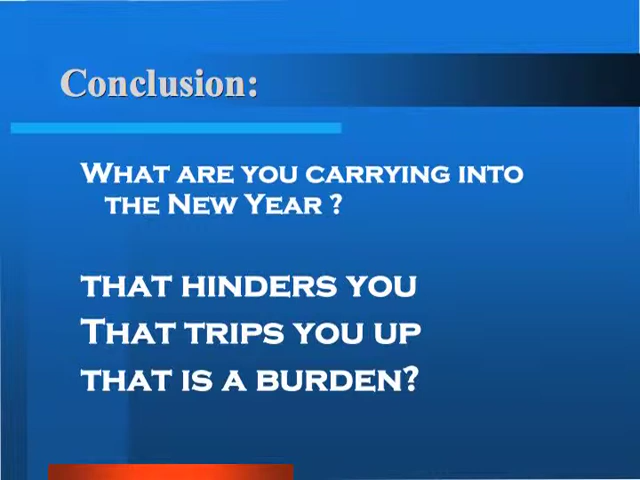 Conclusion:
What are you carrying into
the New Year ?
that hinders you
That trips you up
that is a burden?